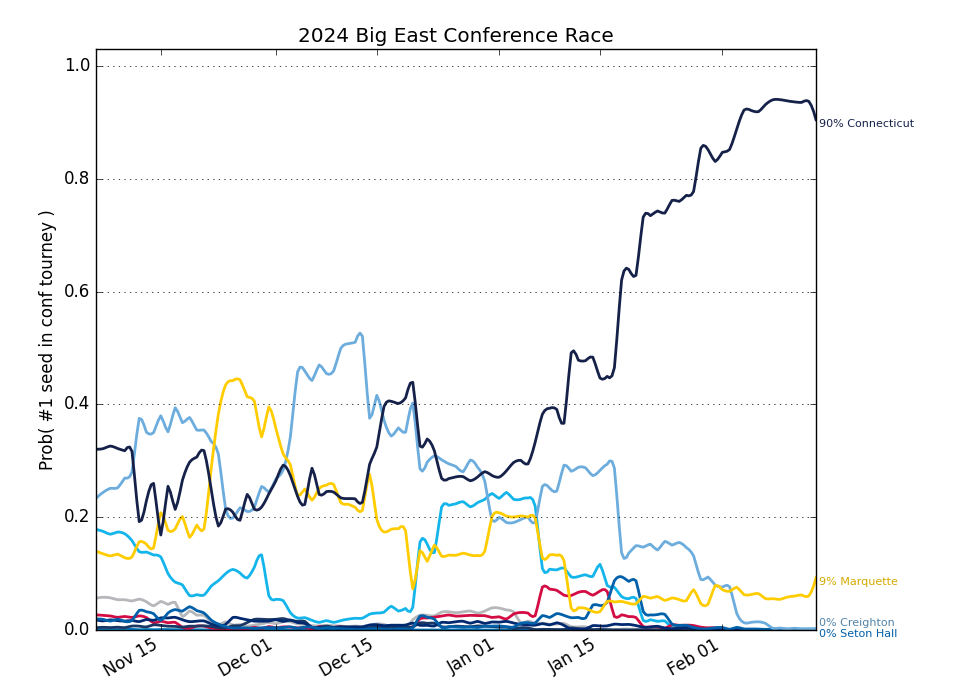 2024 Big East Conference Race
Prob( #1 seed in conf tourney )
1.0
0.8
0.6
0.4
0.2
0.0
90% Connecticut
9% Marquette
0% Creighton
0% Seton Hall
Nov 15
Dec 01
Dec 15
Jan 01
Jan 15
Feb 01